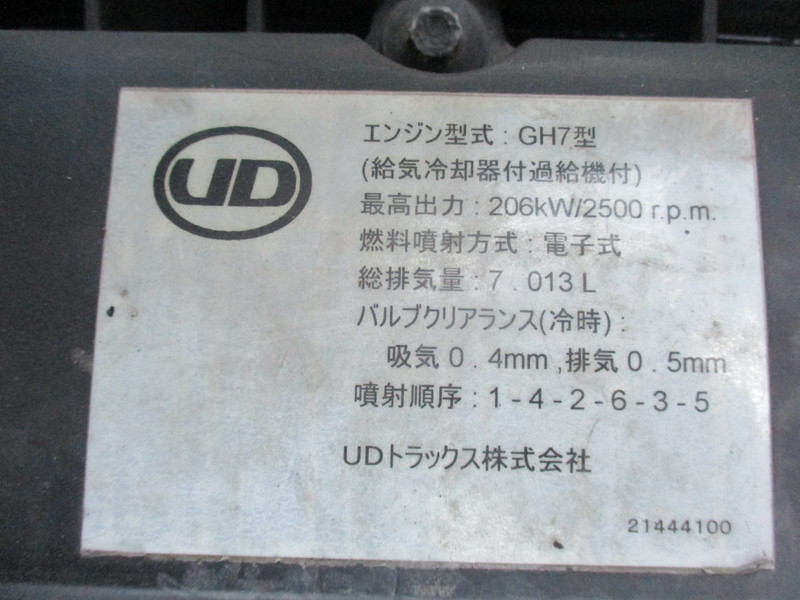 UD
エンジン型式 : GH7型
(給気冷却器付過給機付)
最高出力 : 206kW/2500 r.p.m.
燃料噴射方式 : 電子式
総排気量 : 7 . 013 L
バルブクリアランス(冷時) :
吸気 0 . 4mm ,排気 0 . 5mm
噴射順序 : 1 - 4 - 2 - 6 - 3 - 5
UDトラックス株式会社
21444100